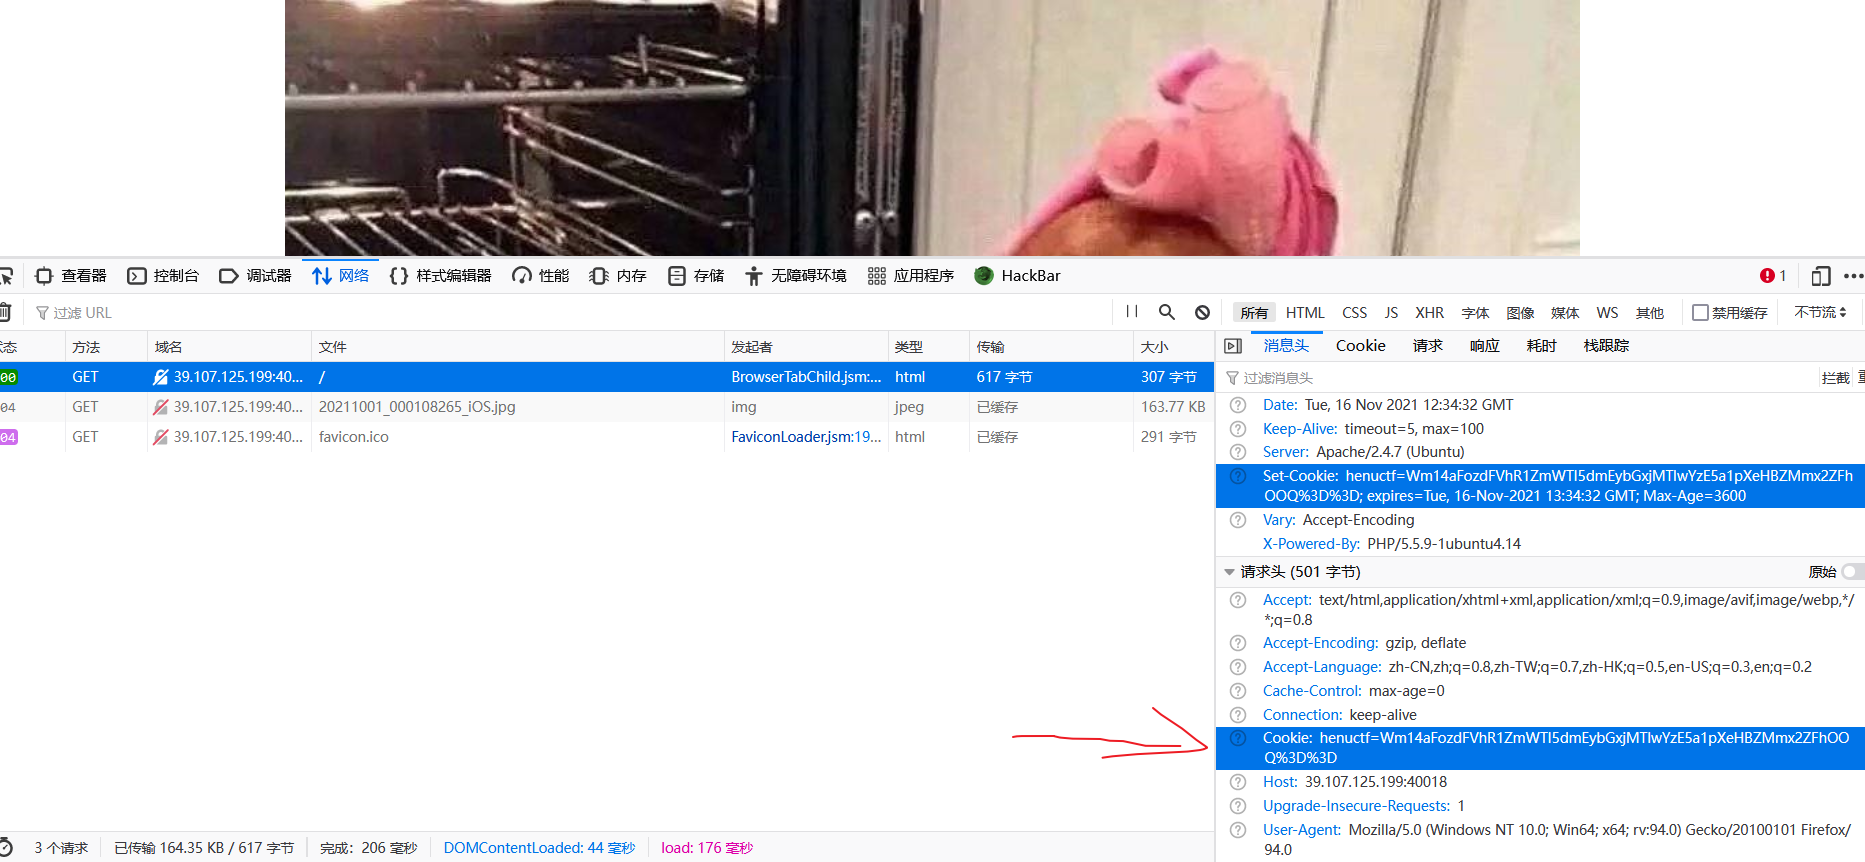 查看器 控制台 调试器 网络 样式编辑器 性能 内存 存储 无障碍环境 应用程序 HackBar 1
过滤 URL 所有 HTML CSS JS XHR 字体 图像 媒体 WS 其他 禁用缓存 不节流
态 方法 域名 文件 发起者 类型 传输 大小
00 GET 39.107.125.199:40... / BrowserTabChild.jsm:... html 617 字节 307 字节
04 GET 39.107.125.199:40... 20211001_000108265_iOS.jpg img jpeg 已缓存 163.77 KB
04 GET 39.107.125.199:40... favicon.ico FaviconLoader.jsm:19... html 已缓存 291 字节
3 个请求 已传输 164.35 KB / 617 字节 完成：206 毫秒 DOMContentLoaded: 44 毫秒 load: 176 毫秒
消息头 Cookie 请求 响应 耗时 栈跟踪
过滤消息头 拦截 重
Date: Tue, 16 Nov 2021 12:34:32 GMT
Keep-Alive: timeout=5, max=100
Server: Apache/2.4.7 (Ubuntu)
Set-Cookie: henuctf=Wm14aFozdFVhR1ZmWTI5dmEybGxjMTlwYzE5a1pXeHBZMmx2ZFh
OOQ%3D%3D; expires=Tue, 16-Nov-2021 13:34:32 GMT; Max-Age=3600
Vary: Accept-Encoding
X-Powered-By: PHP/5.5.9-1ubuntu4.14
请求头 (501 字节) 原始
Accept: text/html,application/xhtml+xml,application/xml;q=0.9,image/avif,image/webp,*/
*;q=0.8
Accept-Encoding: gzip, deflate
Accept-Language: zh-CN,zh;q=0.8,zh-TW;q=0.7,zh-HK;q=0.5,en-US;q=0.3,en;q=0.2
Cache-Control: max-age=0
Connection: keep-alive
Cookie: henuctf=Wm14aFozdFVhR1ZmWTI5dmEybGxjMTlwYzE5a1pXeHBZMmx2ZFhOO
Q%3D%3D
Host: 39.107.125.199:40018
Upgrade-Insecure-Requests: 1
User-Agent: Mozilla/5.0 (Windows NT 10.0; Win64; x64; rv:94.0) Gecko/20100101 Firefox/
94.0